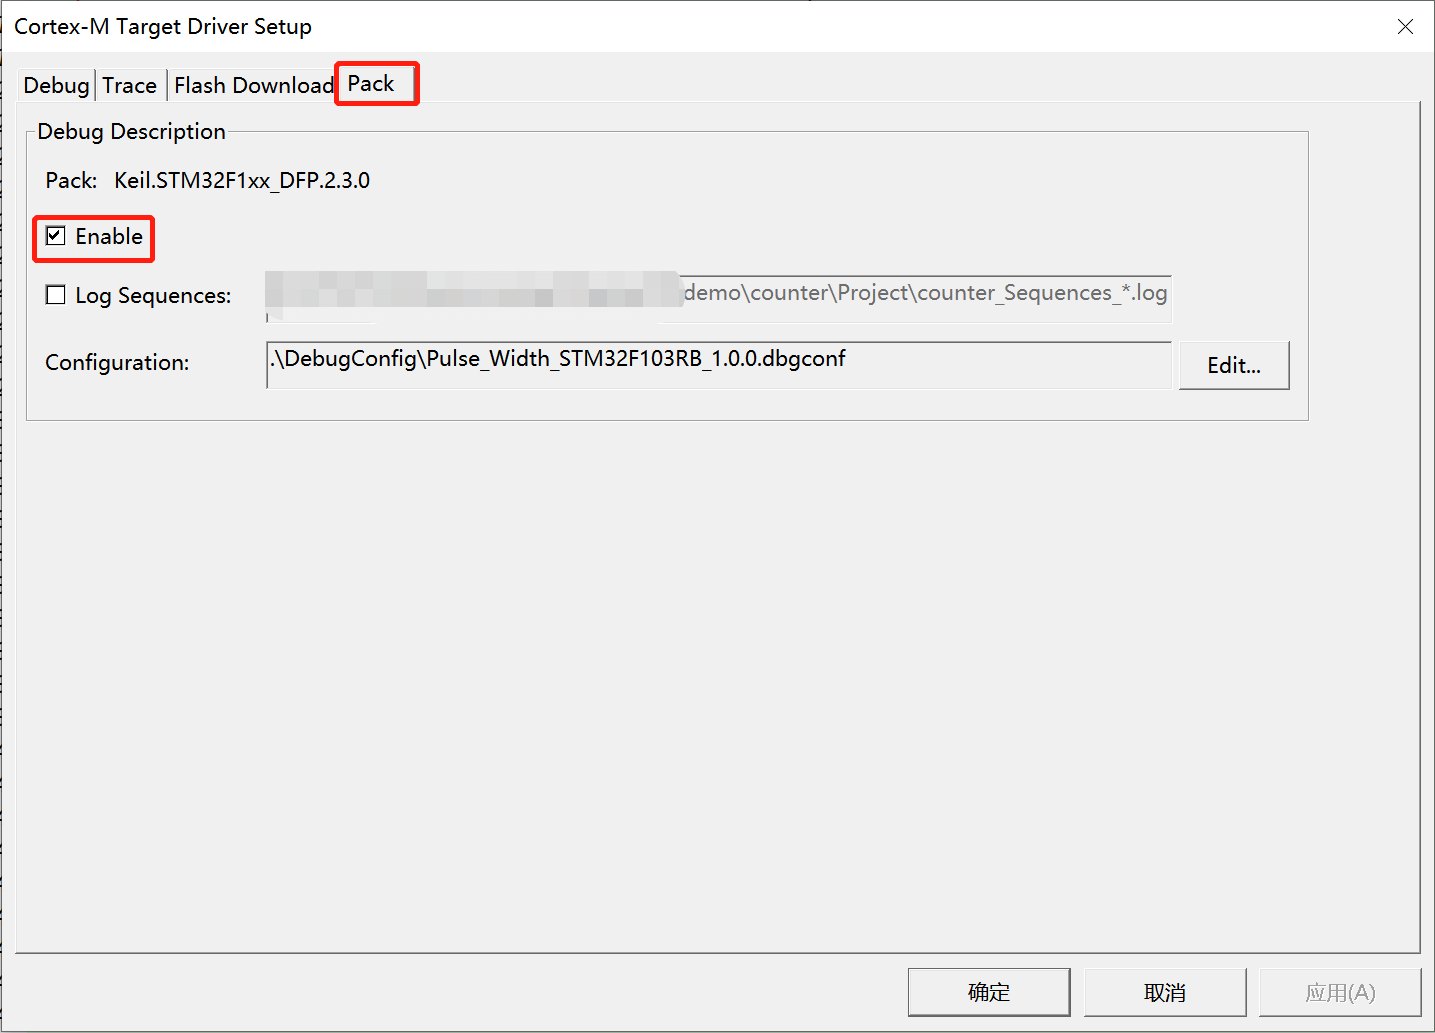 Cortex-M Target Driver Setup
Debug Trace Flash Download Pack
Debug Description
Pack: Keil.STM32F1xx_DFP.2.3.0
Enable
Log Sequences: demo\counter\Project\counter_Sequences_*.log
Configuration: .\DebugConfig\Pulse_Width_STM32F103RB_1.0.0.dbgconf Edit...
确定 取消 应用(A)